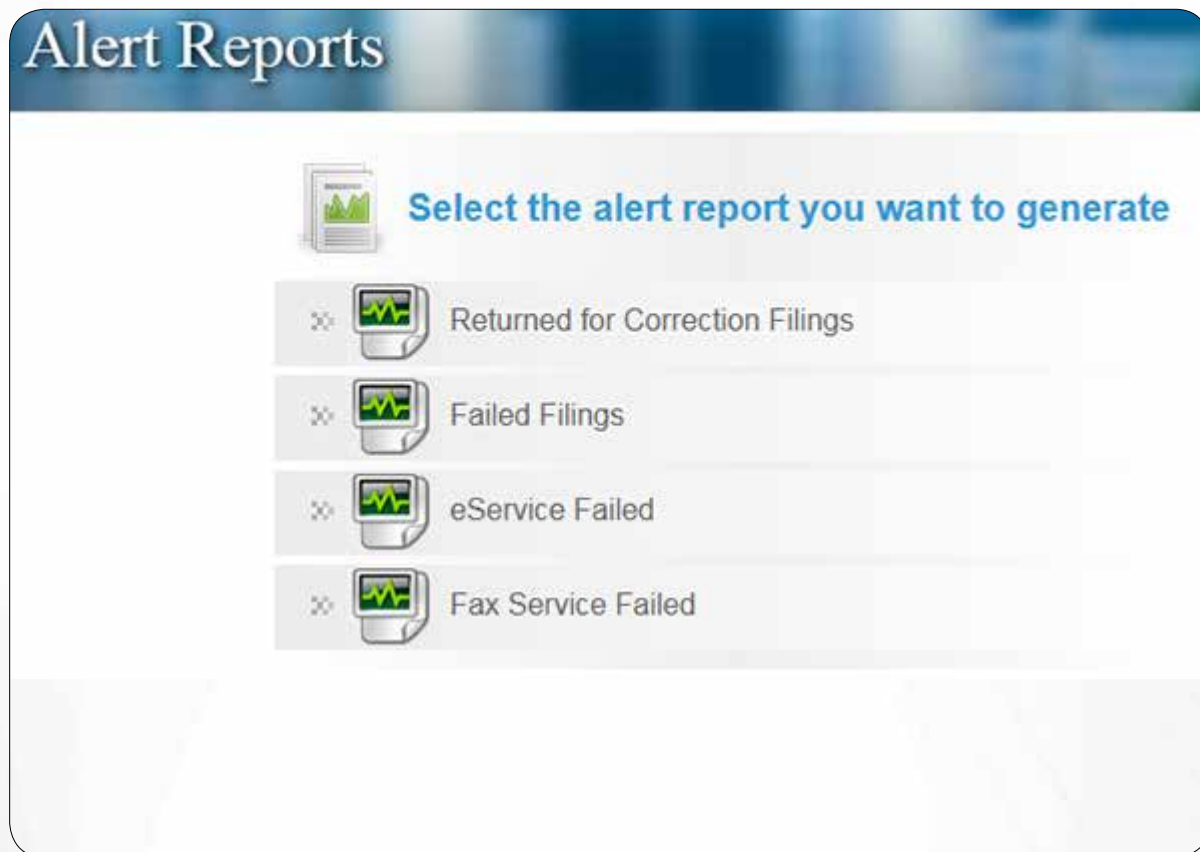 Alert Reports
Select the alert report you want to generate
Returned for Correction Filings
Failed Filings
eService Failed
Fax Service Failed